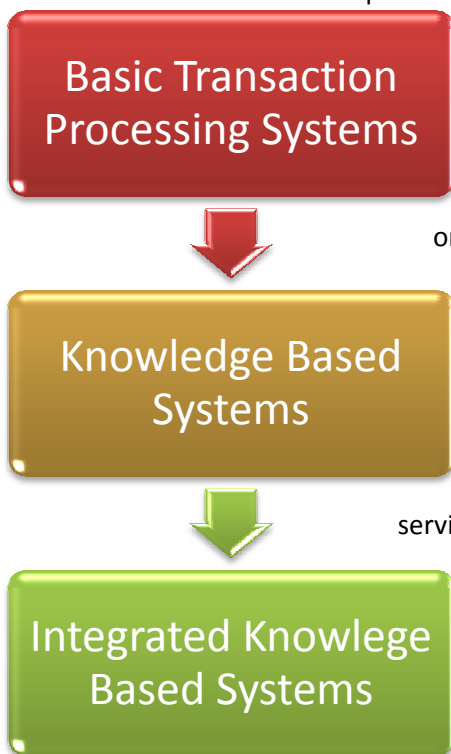 Basic Transaction
Processing Systems
Knowledge Based
Systems
Integrated Knowlege
Based Systems